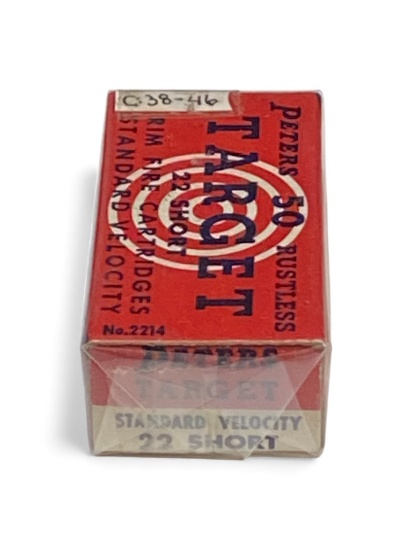 C.38-46
PETERS 50 RUSTLESS
TARGET
22 SHORT
RIM FIRE CARTRIDGES
STANDARD VELOCITY
No. 2214
PETERS
TARGET
STANDARD VELOCITY
22 SHORT